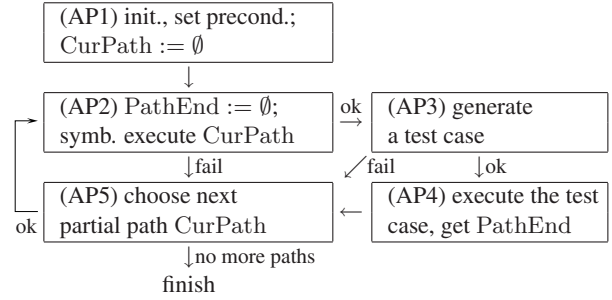 (AP1) init., set precond.;
CurPath := ∅
↓
(AP2) PathEnd := ∅;
symb. execute CurPath
ok
→
(AP3) generate
a test case
↓fail
fail
↓ok
(AP5) choose next
partial path CurPath
ok
←
(AP4) execute the test
case, get PathEnd
↓no more paths
finish